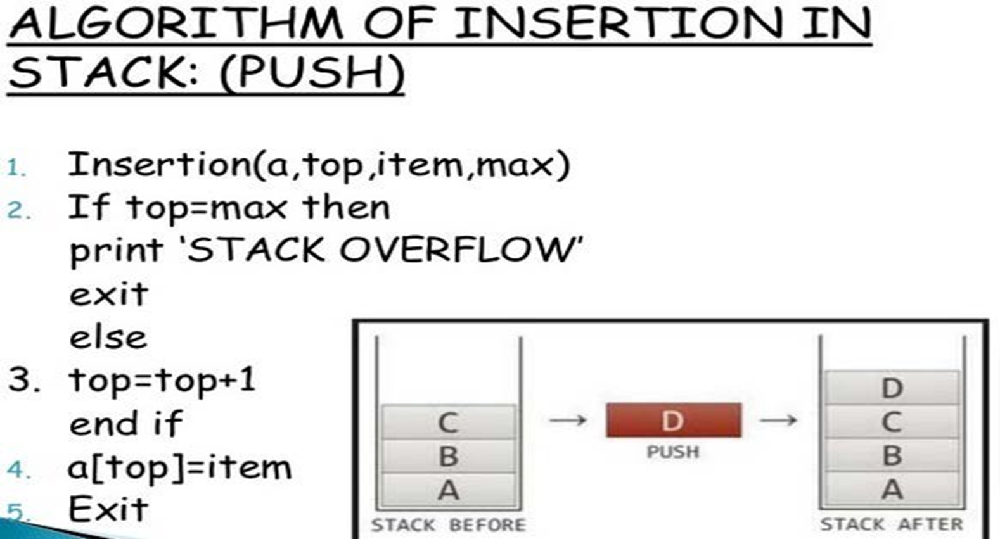 ALGORITHM OF INSERTION IN
STACK: (PUSH)
1. Insertion(a,top,item,max)
2. If top=max then
print ‘STACK OVERFLOW’
exit
else
3. top=top+1
end if
4. a[top]=item
5. Exit
C
B
A
STACK BEFORE
D
PUSH
D
C
B
A
STACK AFTER